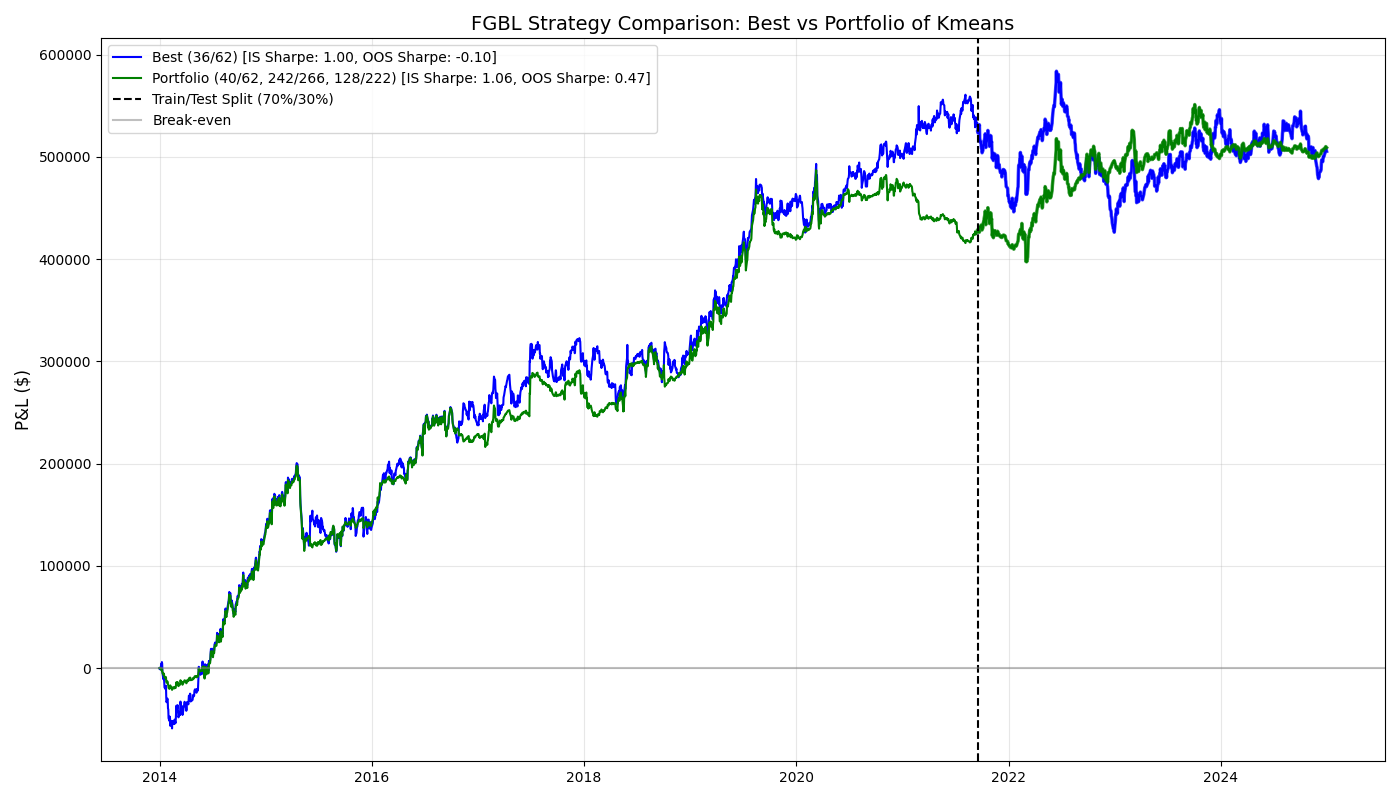 FGBL Strategy Comparison: Best vs Portfolio of Kmeans
Best (36/62) [IS Sharpe: 1.00, OOS Sharpe: -0.10]
Portfolio (40/62, 242/266, 128/222) [IS Sharpe: 1.06, OOS Sharpe: 0.47]
Train/Test Split (70%/30%)
Break-even
P&L ($)
600000
500000
400000
300000
200000
100000
0
2014
2016
2018
2020
2022
2024